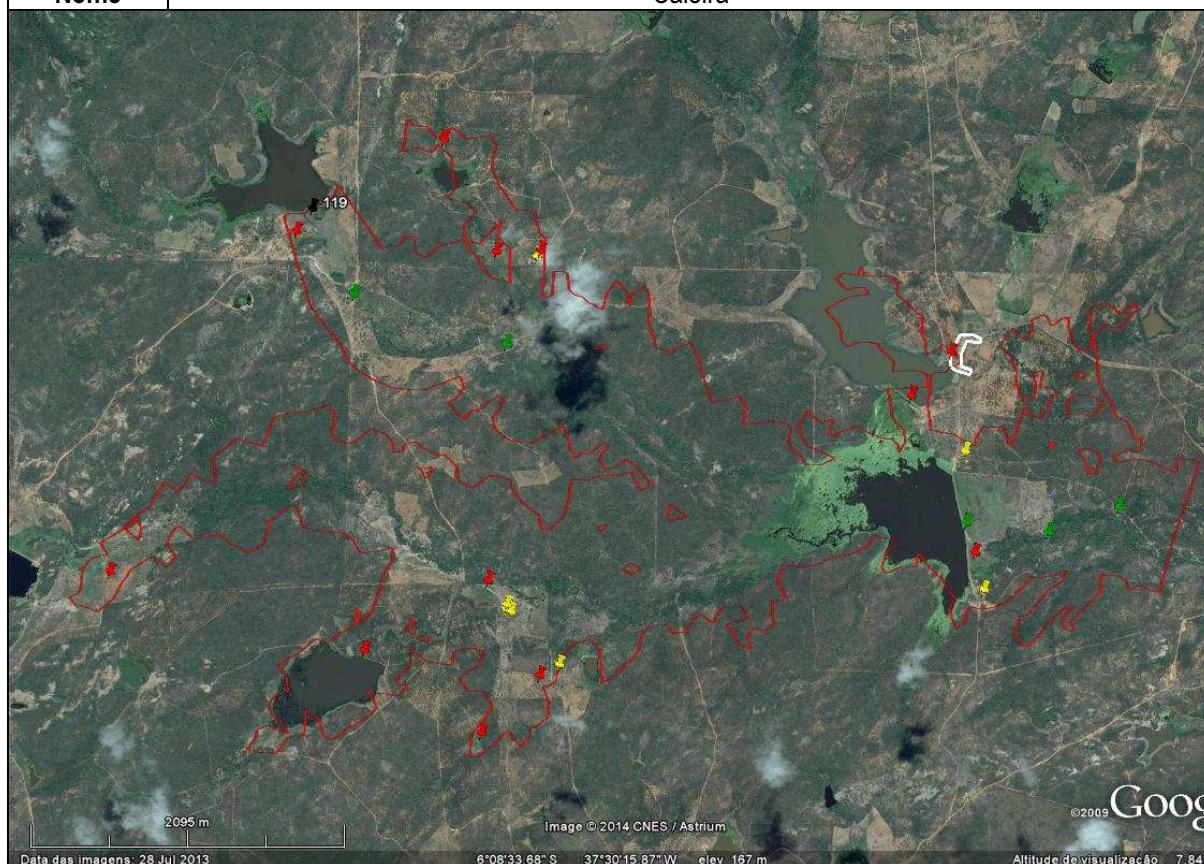 Nome
119
©2009 Goog
2095 m
Image © 2014 CNES / Astrium
Data das imagens: 28 Jul 2013 6°08'33.68" S 37°30'15.87" W elev 167 m Altitude de visualização